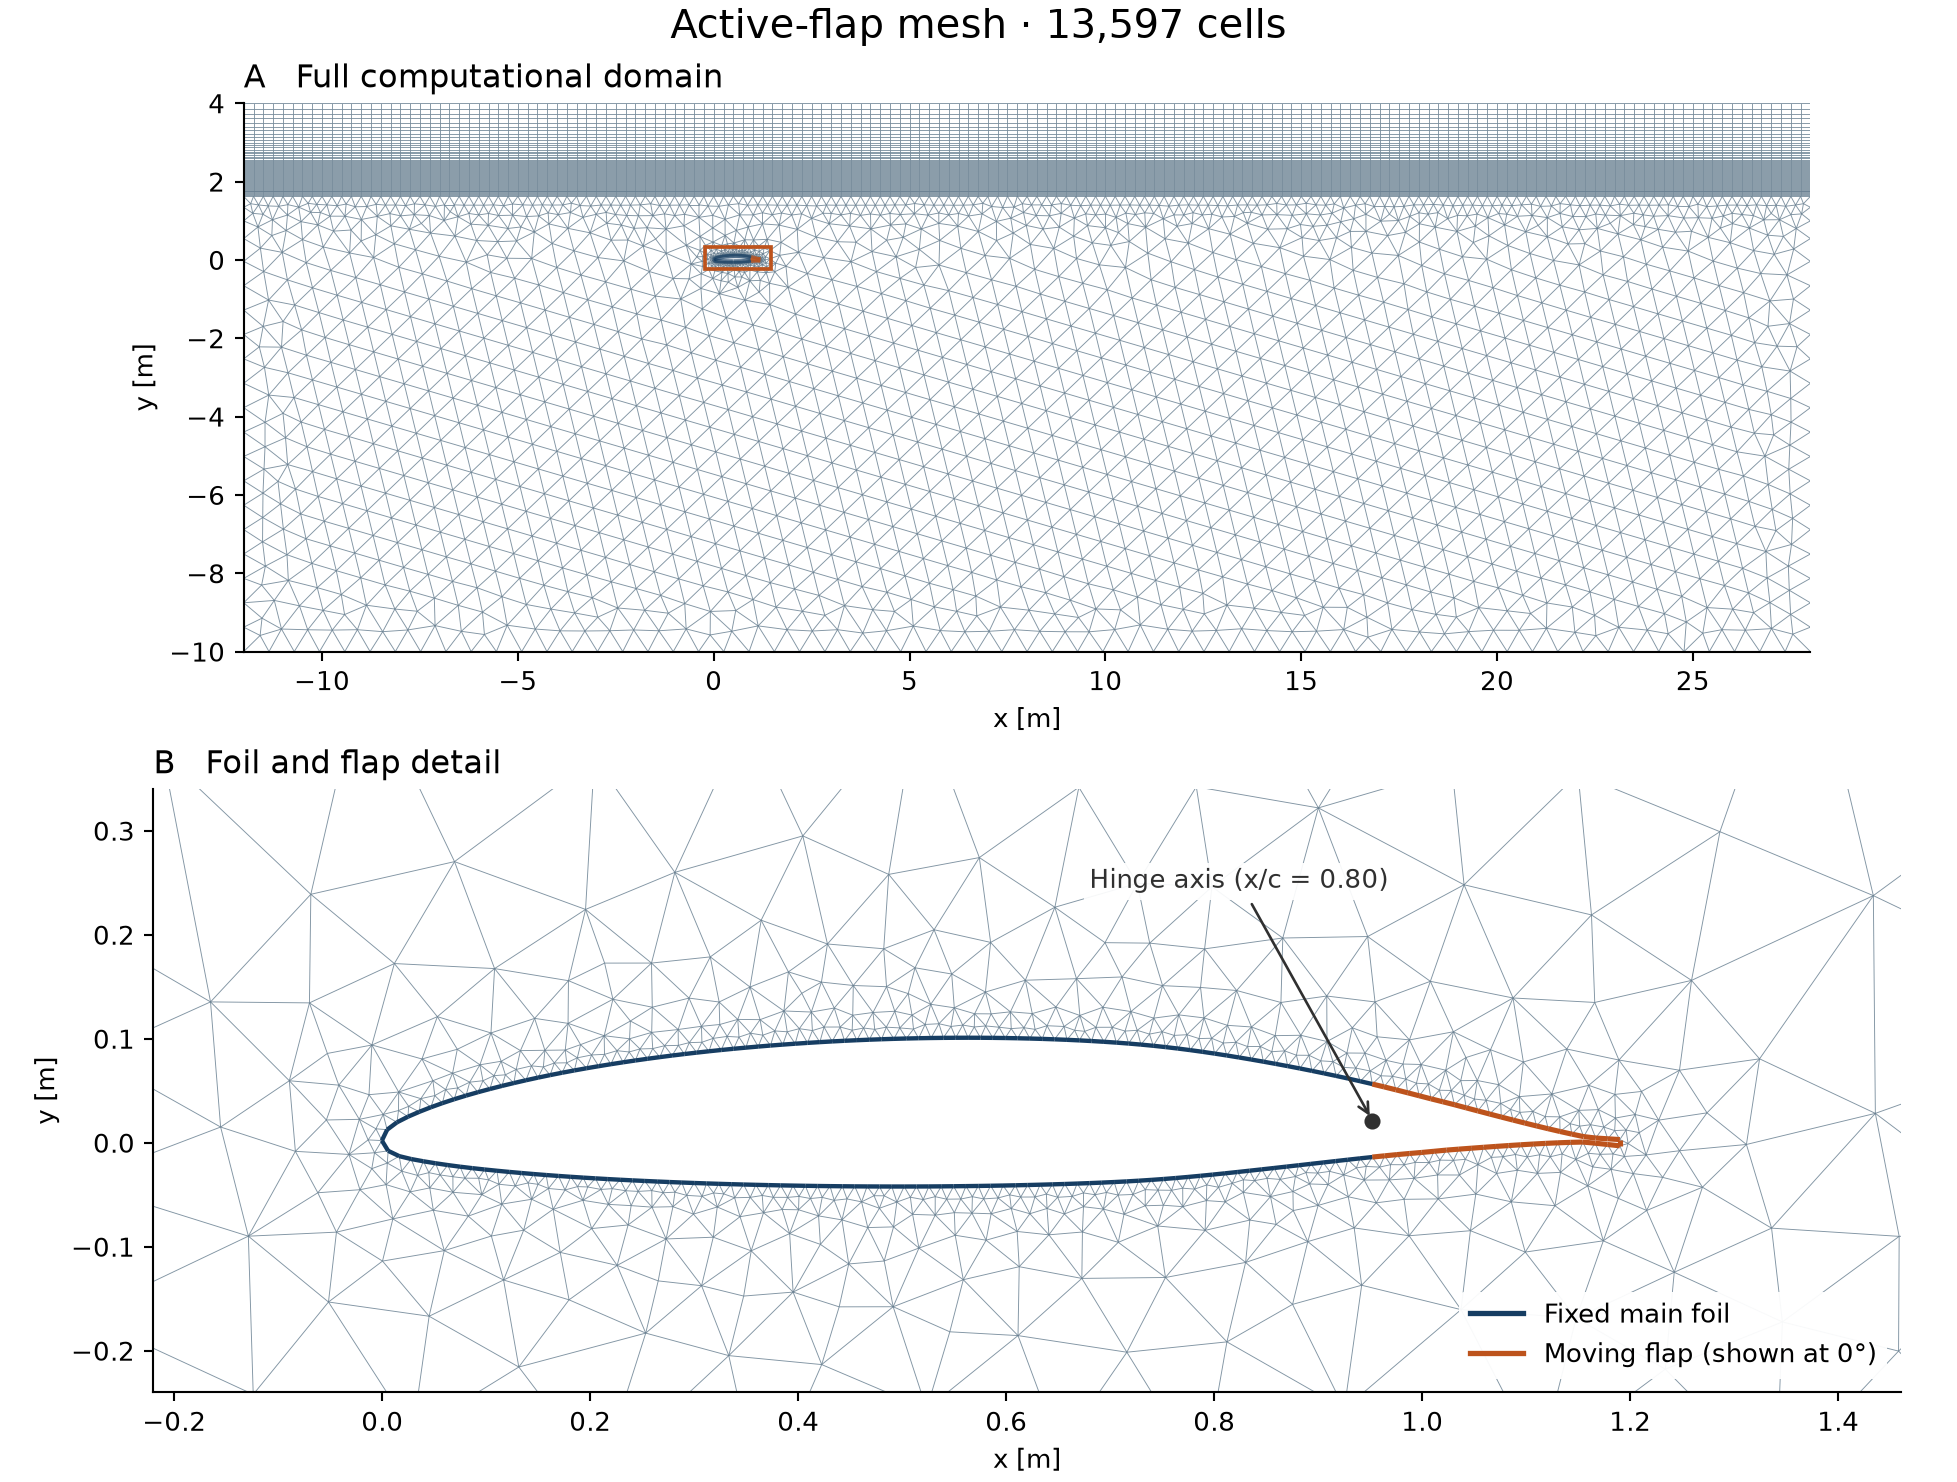 Active-flap mesh · 13,597 cells
A Full computational domain
4
2
0
−2
−4
−6
−8
−10
y [m]
−10 −5 0 5 10 15 20 25
x [m]
B Foil and flap detail
0.3
0.2
0.1
0.0
−0.1
−0.2
y [m]
Hinge axis (x/c = 0.80)
Fixed main foil
Moving flap (shown at 0°)
−0.2 0.0 0.2 0.4 0.6 0.8 1.0 1.2 1.4
x [m]